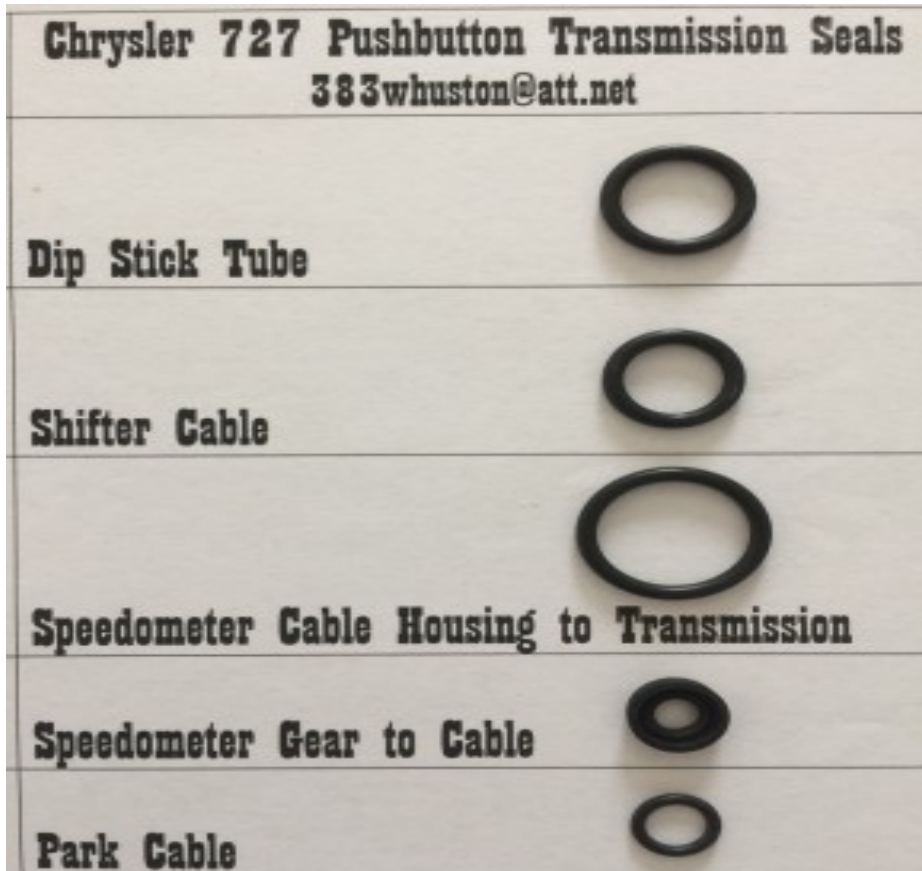 Chrysler 727 Pushbutton Transmission Seals
383whuston@att.net
Dip Stick Tube
Shifter Cable
Speedometer Cable Housing to Transmission
Speedometer Gear to Cable
Park Cable